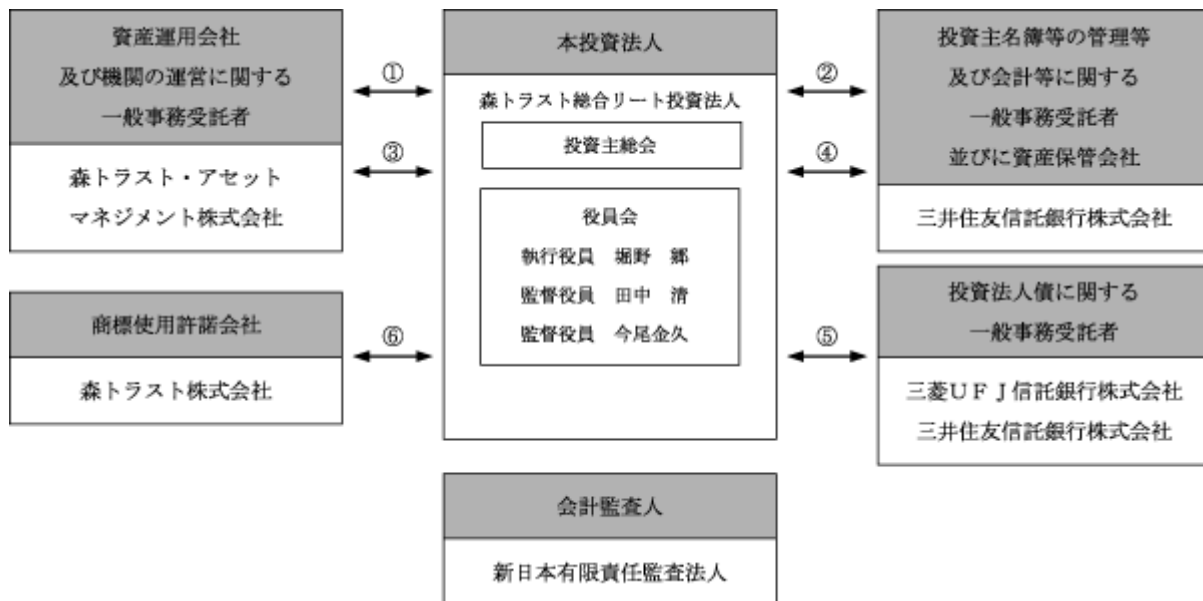 資産運用会社
及び機関の運営に関する
一般事務受託者
森トラスト・アセット
マネジメント株式会社
①
③
本投資法人
森トラスト総合リート投資法人
投資主総会
役員会
執行役員 堀野 郷
監督役員 田中 清
監督役員 今尾金久
②
④
投資主名簿等の管理等
及び会計等に関する
一般事務受託者
並びに資産保管会社
三井住友信託銀行株式会社
商標使用許諾会社
森トラスト株式会社
⑥
⑤
投資法人債に関する
一般事務受託者
三菱UFJ信託銀行株式会社
三井住友信託銀行株式会社
会計監査人
新日本有限責任監査法人